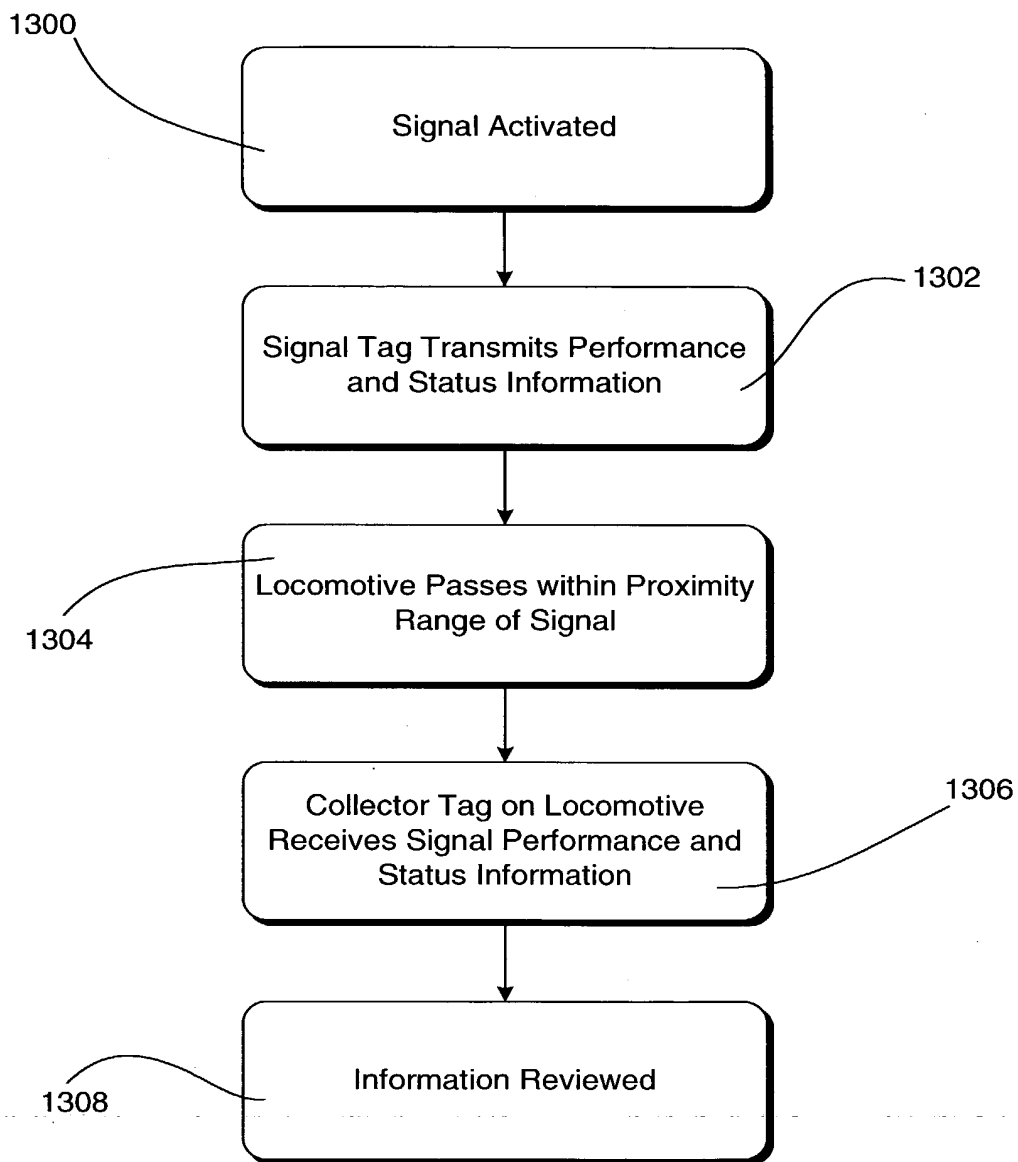 1300
Signal Activated
1302
Signal Tag Transmits Performance
and Status Information
Locomotive Passes within Proximity
Range of Signal
1304
1306
Collector Tag on Locomotive
Receives Signal Performance and
Status Information
Information Reviewed
1308